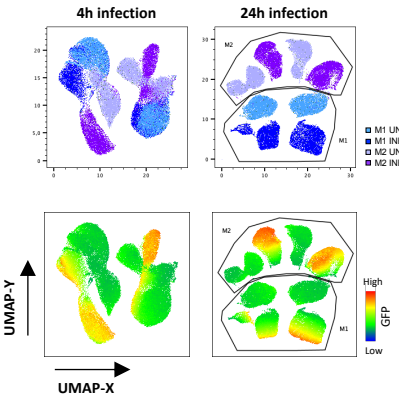 4h infection
24h infection
20
15
10
5,0
0
0
10
20
30
20
10
0
0
10
20
30
M2
M1
M1 UN
M1 INF
M2 UN
M2 INF
M2
M1
High
GFP
Low
UMAP-Y
UMAP-X